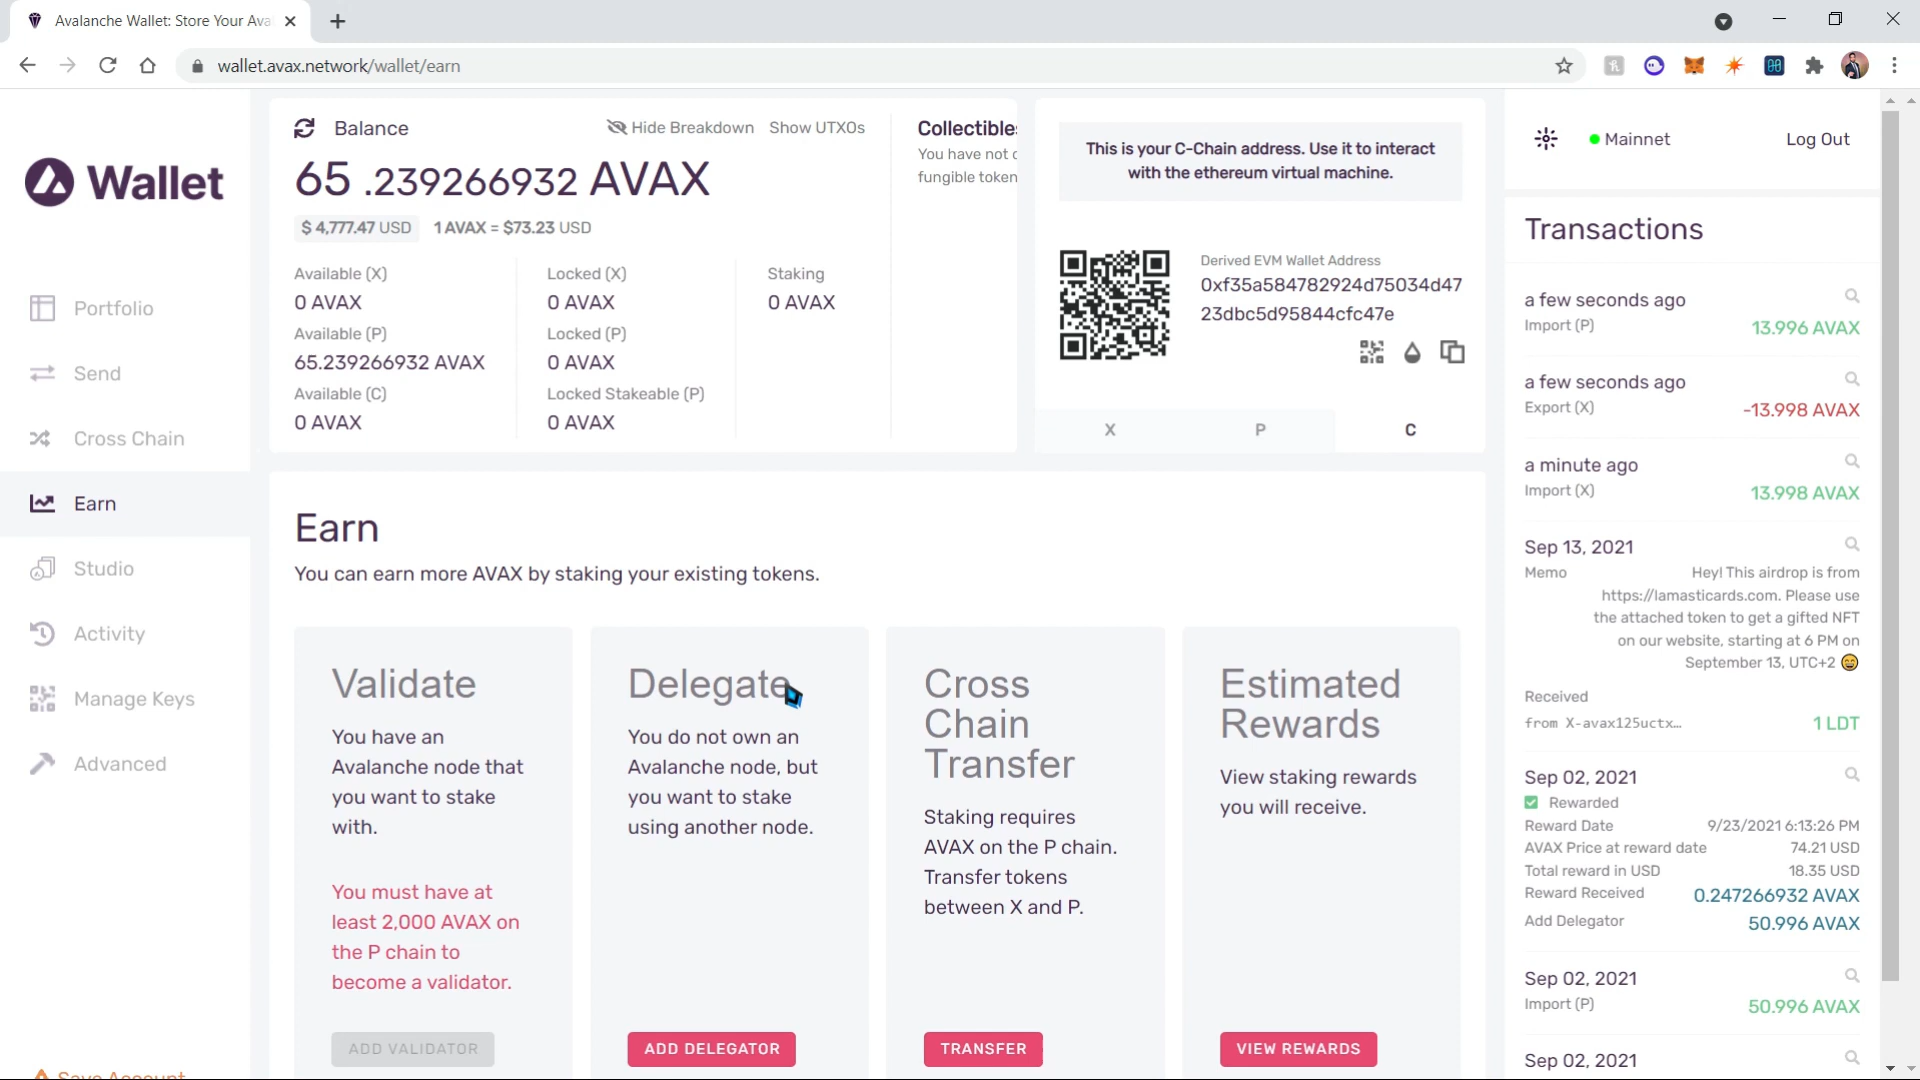 Avalanche Wallet: Store Your Ava
wallet.avax.network/wallet/earn
Wallet
Portfolio
Send
Cross Chain
Earn
Studio
Activity
Manage Keys
Advanced
Save Account
Balance
Hide Breakdown Show UTXOs
65 .239266932 AVAX
$ 4,777.47 USD 1 AVAX = $73.23 USD
Available (X)
0 AVAX
Available (P)
65.239266932 AVAX
Available (C)
0 AVAX
Locked (X)
0 AVAX
Locked (P)
0 AVAX
Locked Stakeable (P)
0 AVAX
Staking
0 AVAX
Collectibles
You have not
fungible token
This is your C-Chain address. Use it to interact
with the ethereum virtual machine.
Derived EVM Wallet Address
0xf35a584782924d75034d47
23dbc5d95844cfc47e
X P C
Earn
You can earn more AVAX by staking your existing tokens.
Validate
You have an
Avalanche node that
you want to stake
with.
You must have at
least 2,000 AVAX on
the P chain to
become a validator.
ADD VALIDATOR
Delegate
You do not own an
Avalanche node, but
you want to stake
using another node.
ADD DELEGATOR
Cross
Chain
Transfer
Staking requires
AVAX on the P chain.
Transfer tokens
between X and P.
TRANSFER
Estimated
Rewards
View staking rewards
you will receive.
VIEW REWARDS
Mainnet Log Out
Transactions
a few seconds ago
Import (P) 13.996 AVAX
a few seconds ago
Export (X) -13.998 AVAX
a minute ago
Import (X) 13.998 AVAX
Sep 13, 2021
Memo Hey! This airdrop is from
https://lamasticards.com. Please use
the attached token to get a gifted NFT
on our website, starting at 6 PM on
September 13, UTC+2 😄
Received
from X-avax125uctx… 1 LDT
Sep 02, 2021
Rewarded
Reward Date 9/23/2021 6:13:26 PM
AVAX Price at reward date 74.21 USD
Total reward in USD 18.35 USD
Reward Received 0.247266932 AVAX
Add Delegator 50.996 AVAX
Sep 02, 2021
Import (P) 50.996 AVAX
Sep 02, 2021